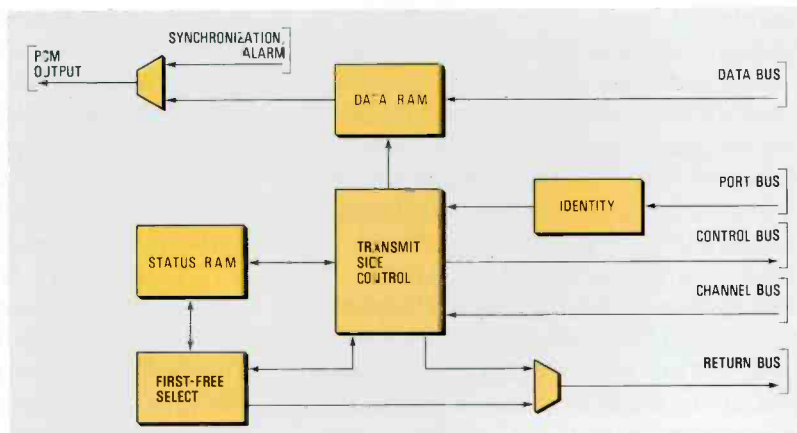 SYNCHRONIZATION,
ALARM
PCM
OUTPUT
DATA RAM
DATA BUS
PORT BUS
IDENTITY
CONTROL BUS
TRANSMIT
SIDE
CONTROL
STATUS RAM
CHANNEL BUS
FIRST-FREE
SELECT
RETURN BUS